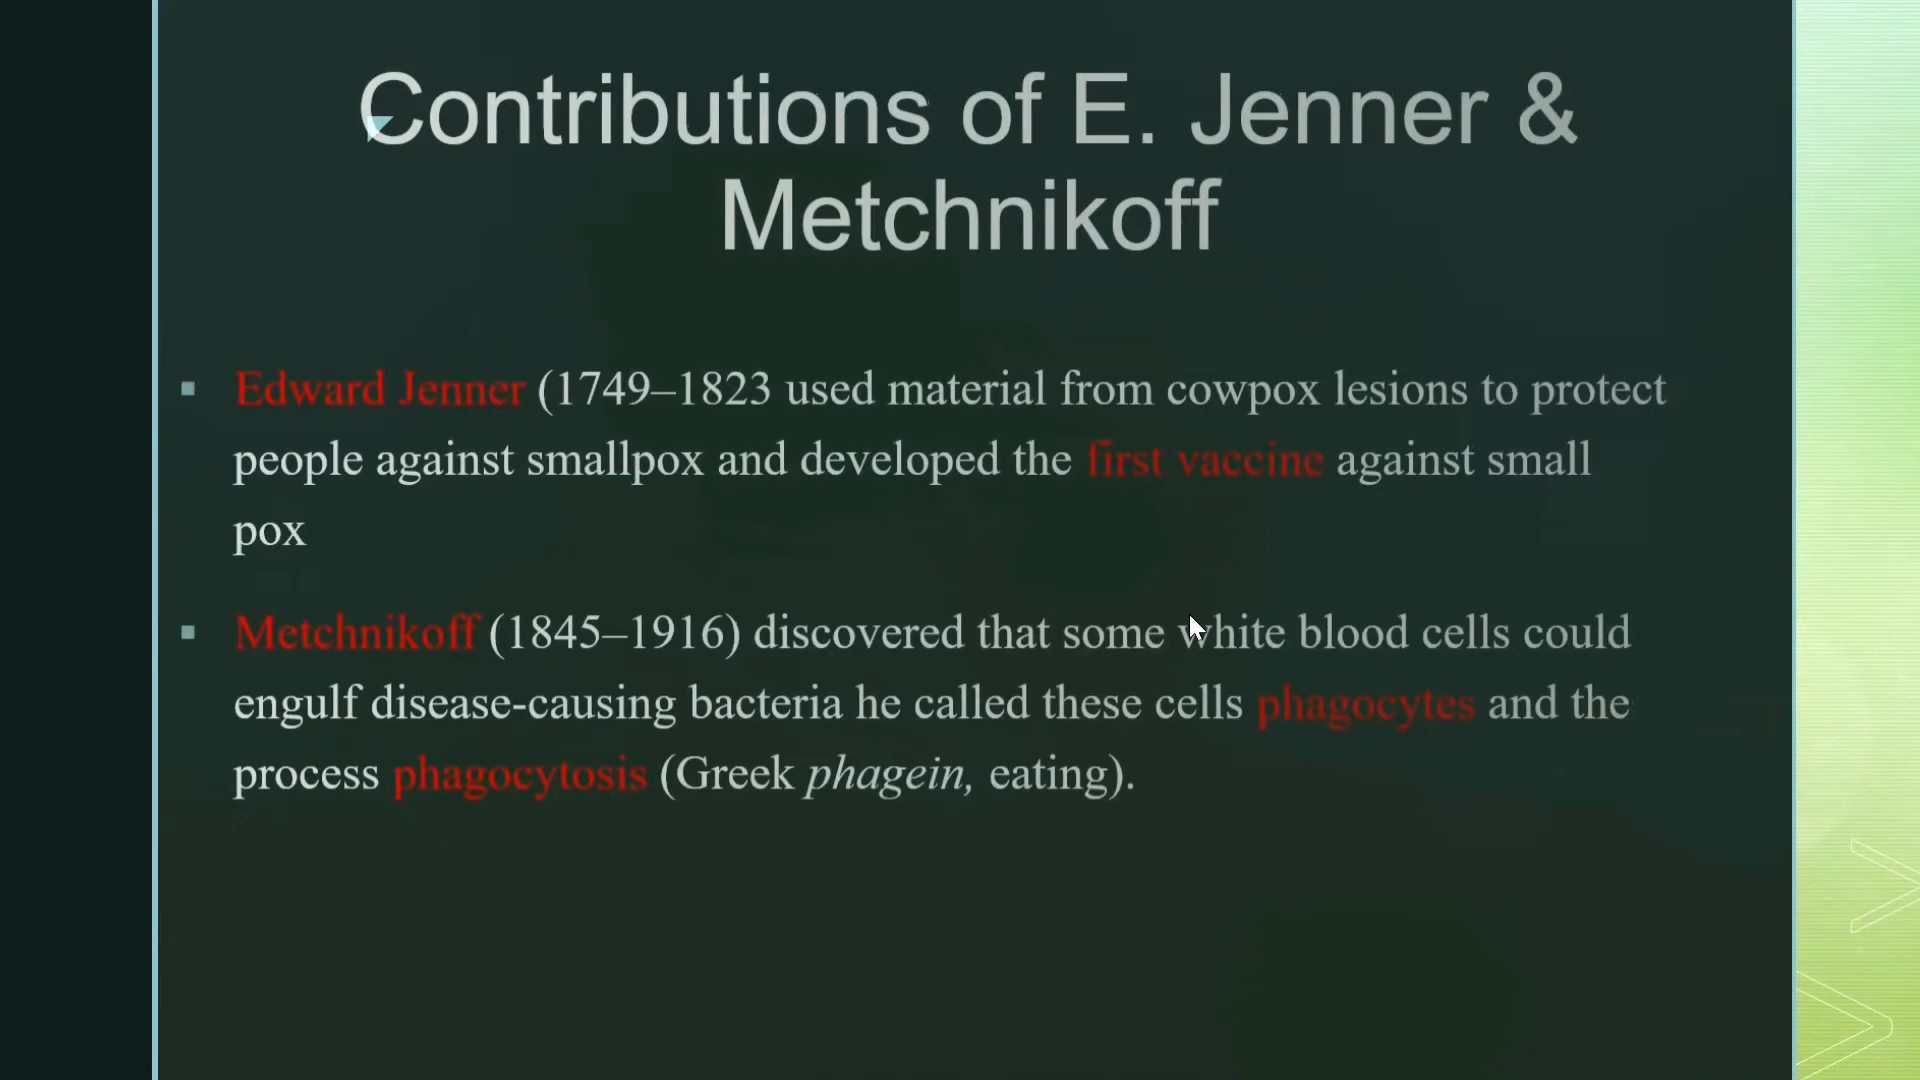 Contributions of E. Jenner &
Metchnikoff
▪ Edward Jenner (1749–1823 used material from cowpox lesions to protect
people against smallpox and developed the first vaccine against small
pox
▪ Metchnikoff (1845–1916) discovered that some white blood cells could
engulf disease-causing bacteria he called these cells phagocytes and the
process phagocytosis (Greek phagein, eating).